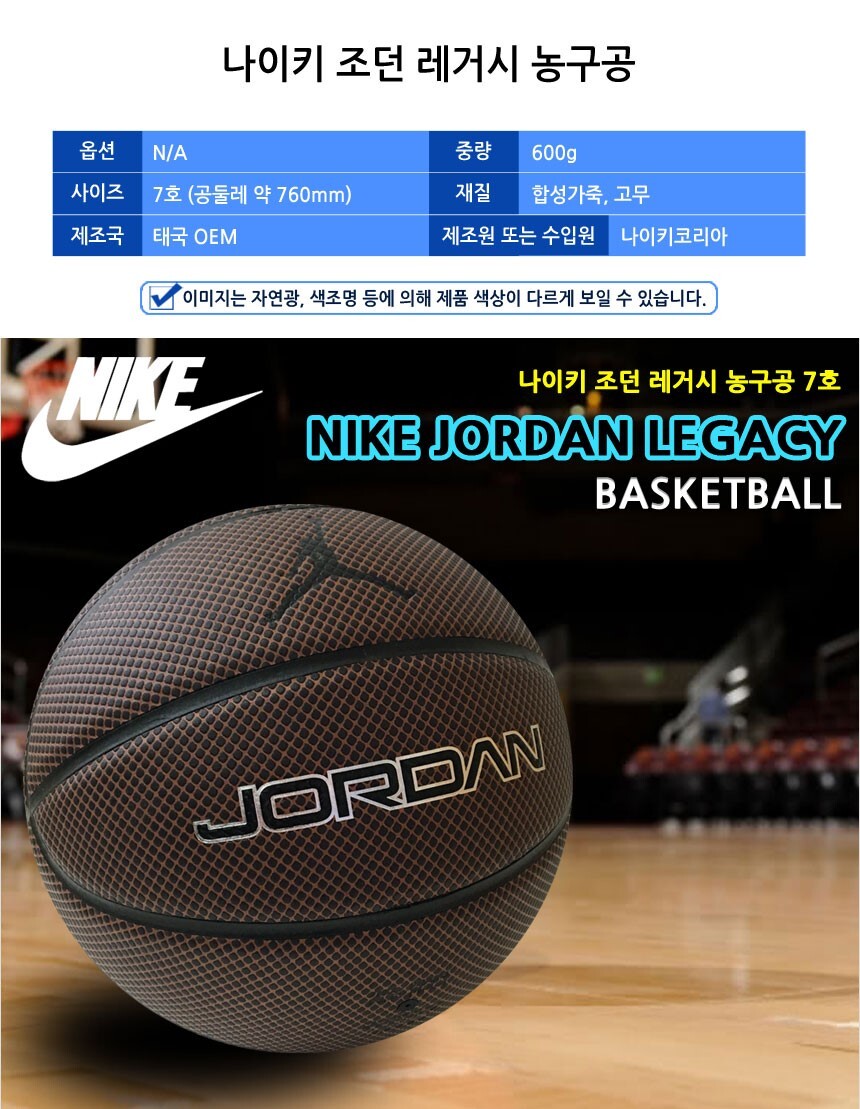 나이키 조던 레거시 농구공
옵션 N/A 중량 600g
사이즈 7호 (공둘레 약 760mm) 재질 합성가죽, 고무
제조국 태국 OEM 제조원 또는 수입원 나이키코리아
이미지는 자연광, 색조명 등에 의해 제품 색상이 다르게 보일 수 있습니다.
NIKE
나이키 조던 레거시 농구공 7호
NIKE JORDAN LEGACY
BASKETBALL
JORDAN